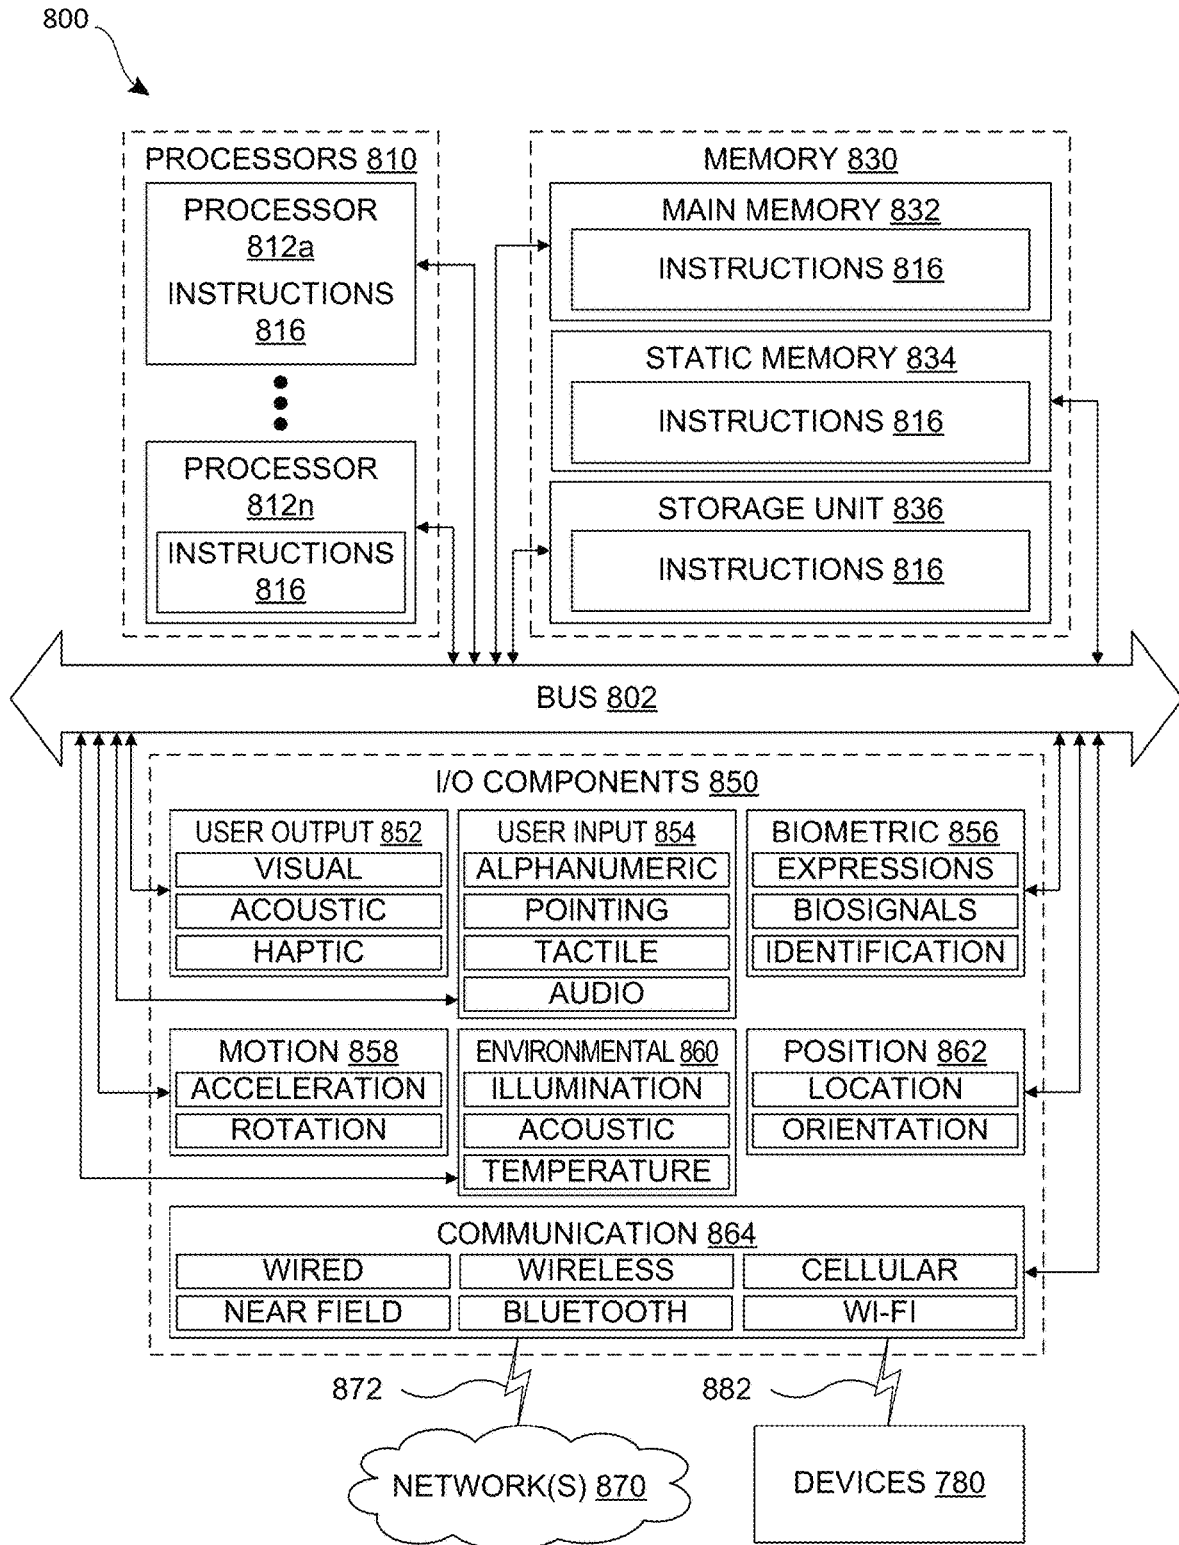 800
PROCESSORS 810
PROCESSOR
812a
INSTRUCTIONS
816
PROCESSOR
812n
INSTRUCTIONS
816
MEMORY 830
MAIN MEMORY 832
INSTRUCTIONS 816
STATIC MEMORY 834
INSTRUCTIONS 816
STORAGE UNIT 836
INSTRUCTIONS 816
BUS 802
I/O COMPONENTS 850
USER OUTPUT 852
VISUAL
ACOUSTIC
HAPTIC
USER INPUT 854
ALPHANUMERIC
POINTING
TACTILE
AUDIO
BIOMETRIC 856
EXPRESSIONS
BIOSIGNALS
IDENTIFICATION
MOTION 858
ACCELERATION
ROTATION
ENVIRONMENTAL 860
ILLUMINATION
ACOUSTIC
TEMPERATURE
POSITION 862
LOCATION
ORIENTATION
COMMUNICATION 864
WIRED
WIRELESS
CELLULAR
NEAR FIELD
BLUETOOTH
WI-FI
872
882
NETWORK(S) 870
DEVICES 780